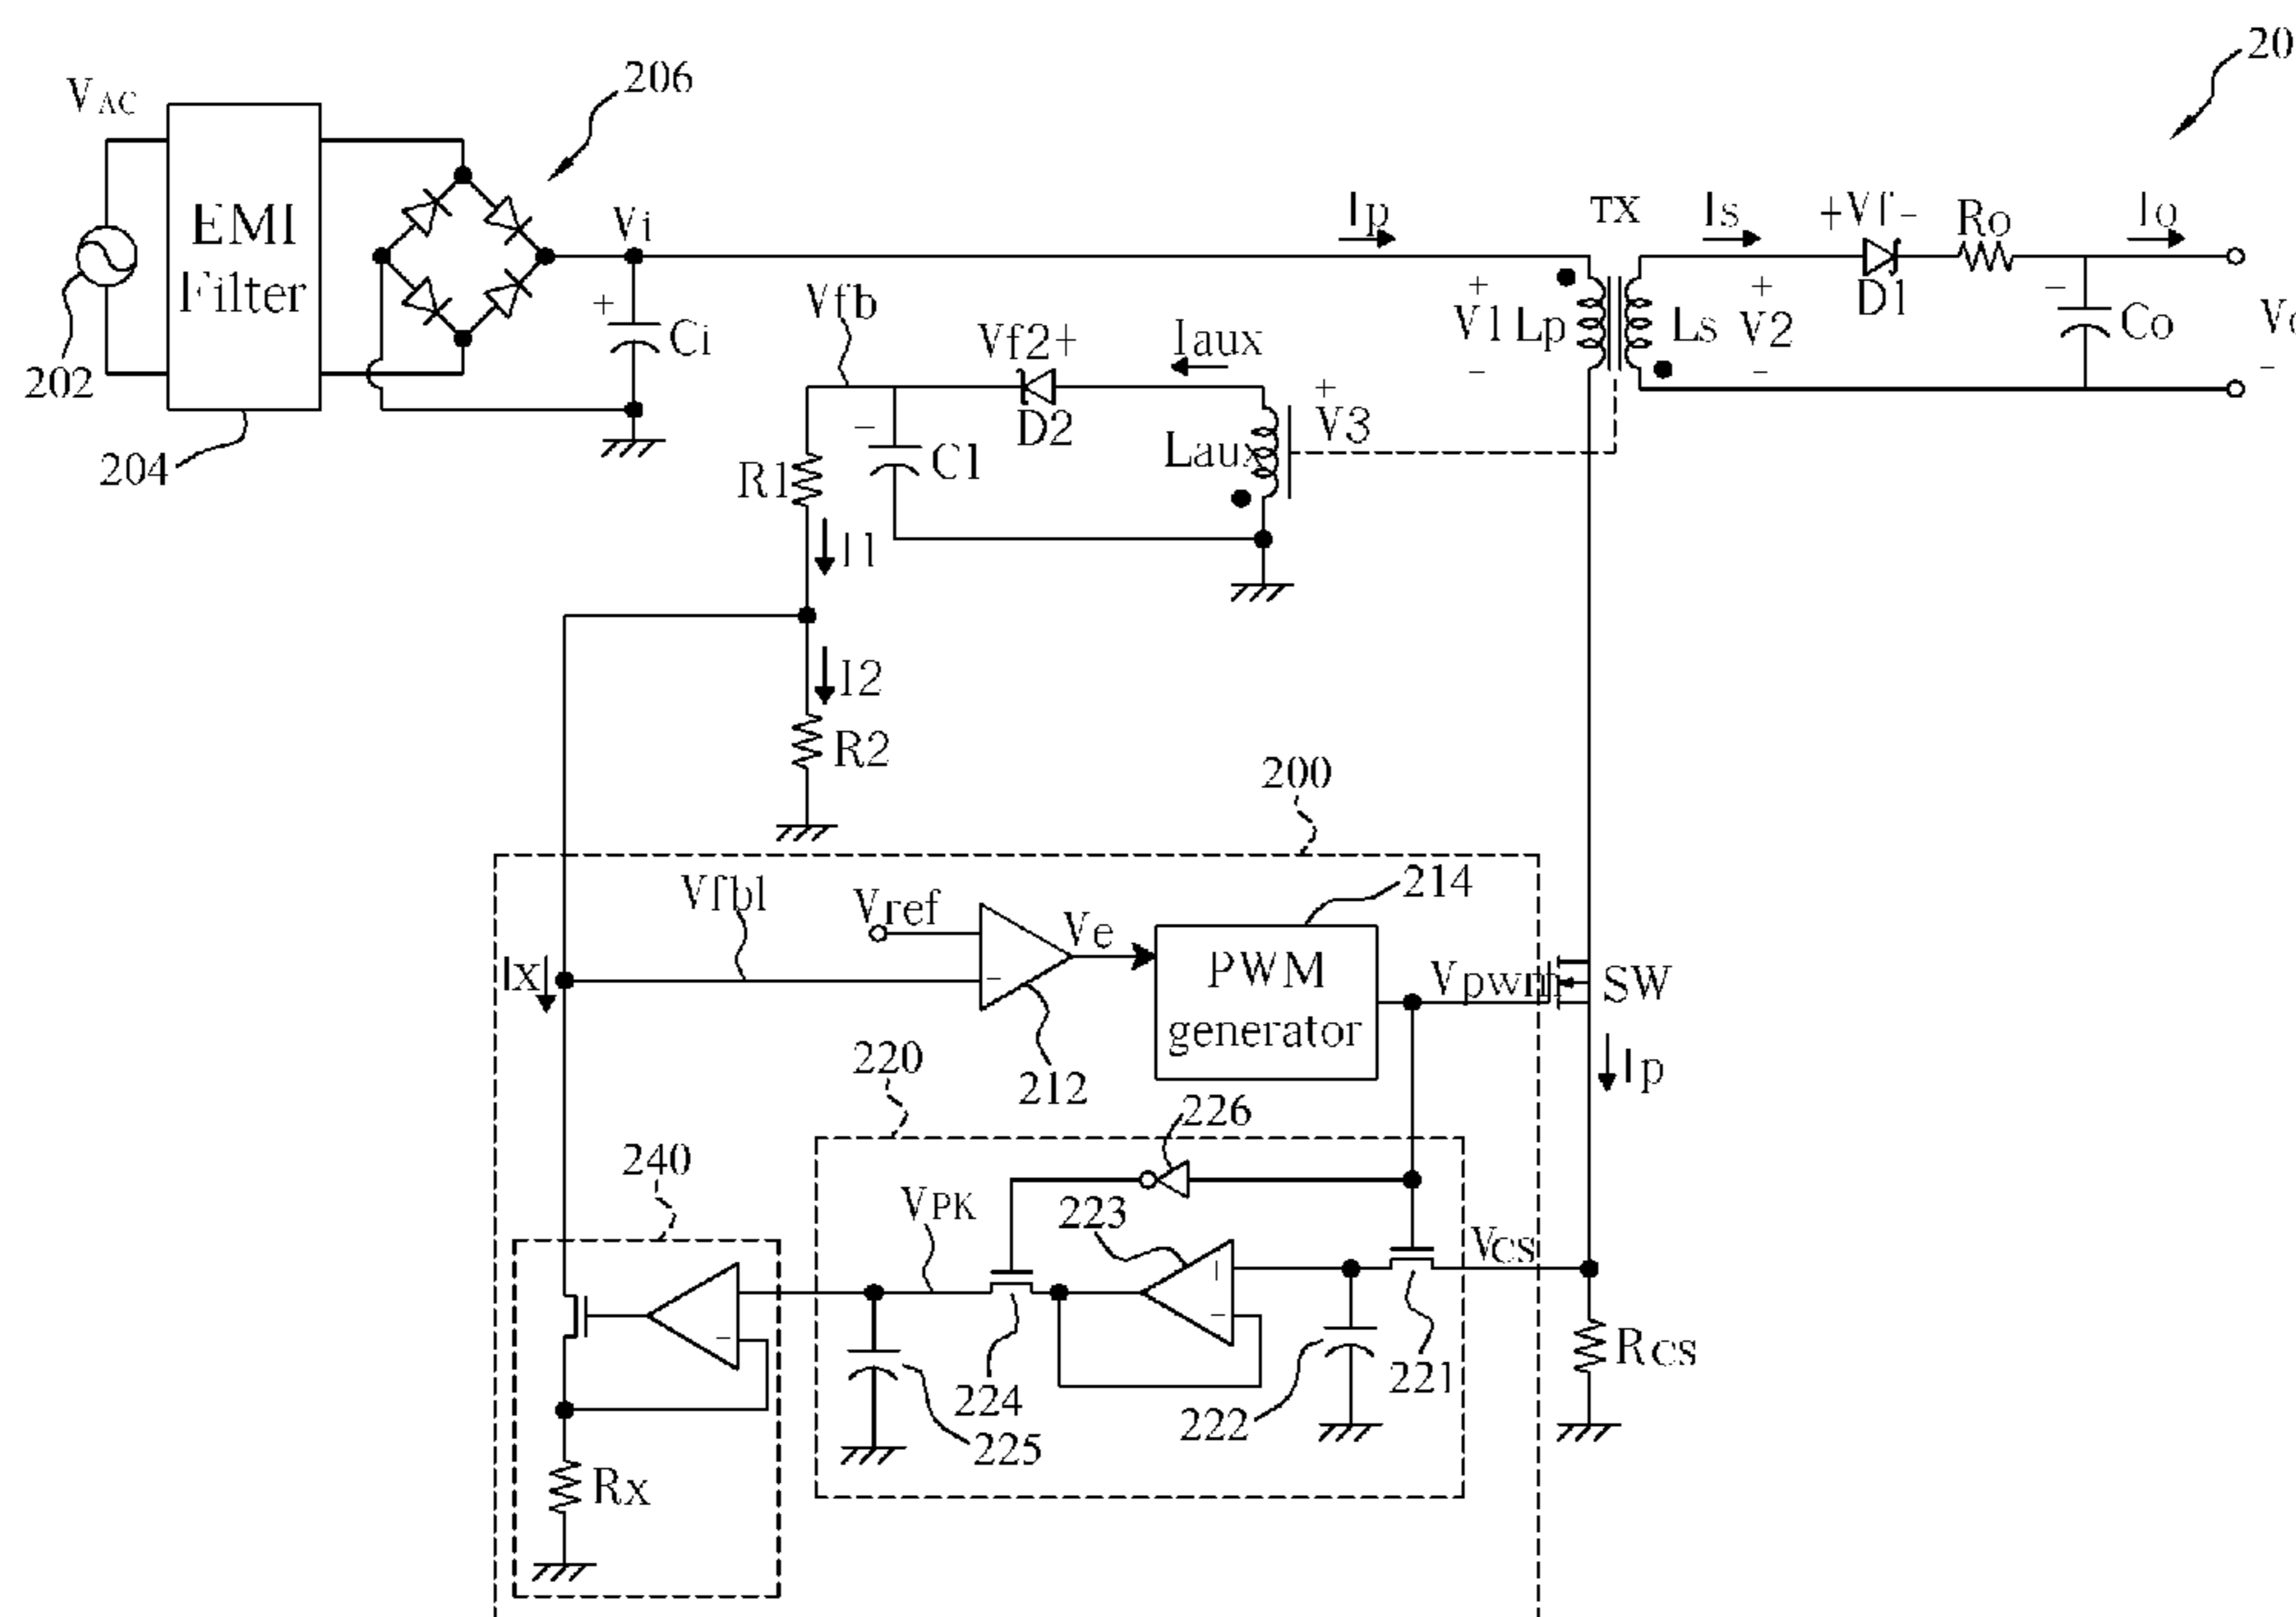 20
206
VAC
EMI
Filter
Vi
Ip
TX
Is
+Vf-
Ro
Io
+
Ci
Vfb
Vf2+
Iaux
+
V1
-
Lp
Ls
+
V2
-
D1
-
Co
-
202
204
D2
+
V3
Laux
-
C1
R1
I1
I2
R2
200
214
Vfb1
Vref
Ve
PWM
generator
Vpwm
SW
Ix
-
212
Ip
220
226
240
VPK
223
Vcs
+
-
-
Rcs
224
225
222
221
Rx